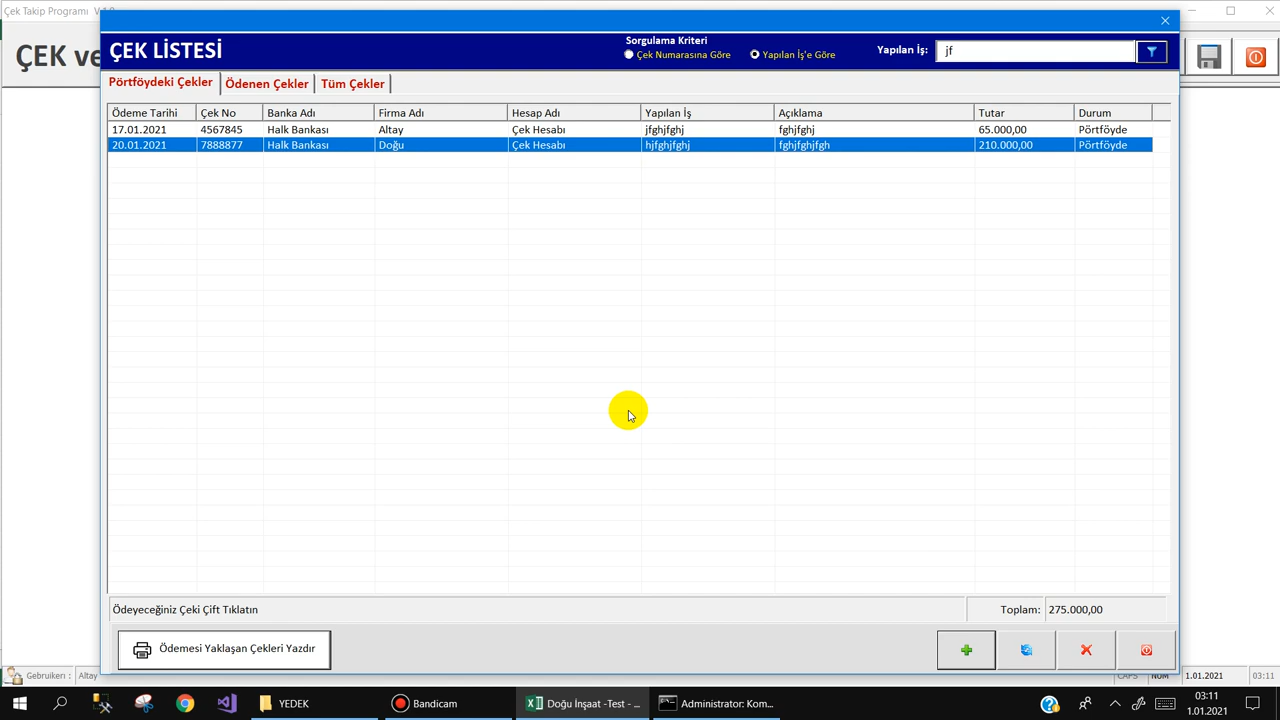 Çek Takip Programı V.1.0
ÇEK ve
ÇEK LİSTESİ
Sorgulama Kriteri
Çek Numarasına Göre
Yapılan İş'e Göre
Yapılan İş:
jf
Pörtföydeki Çekler
Ödenen Çekler
Tüm Çekler
Ödeme Tarihi Çek No Banka Adı Firma Adı Hesap Adı Yapılan İş Açıklama Tutar Durum
17.01.2021 4567845 Halk Bankası Altay Çek Hesabı jfghjfghj fghjfghj 65.000,00 Pörtföyde
20.01.2021 7888877 Halk Bankası Doğu Çek Hesabı hjfghjfghj fghjfghjfgh 210.000,00 Pörtföyde
Ödeyeceğiniz Çeki Çift Tıklatın
Toplam: 275.000,00
Ödemesi Yaklaşan Çekleri Yazdır
Gebruikerı : Altay
CAPS NUM 1.01.2021 03:11
YEDEK
Bandicam
Doğu İnşaat -Test - ...
Administrator: Kom...
03:11
1.01.2021